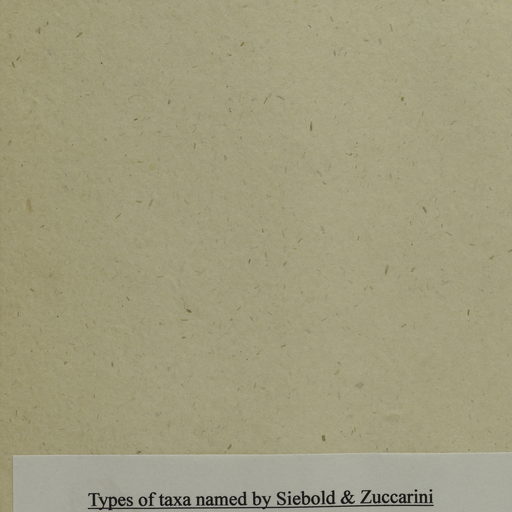 Types of taxa named by Siebold & Zuccarini